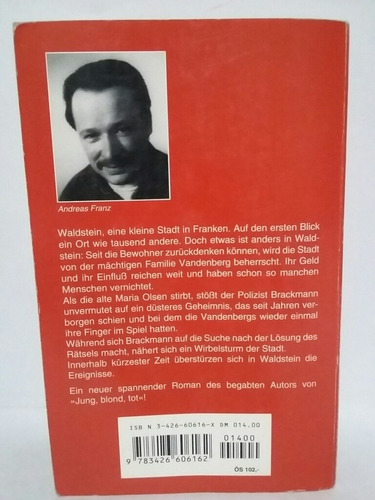 Andreas Franz
Waldstein, eine kleine Stadt in Franken. Auf den ersten Blick
ein Ort wie tausend andere. Doch etwas ist anders in Wald-
stein: Seit die Bewohner zurückdenken können, wird die Stadt
von der mächtigen Familie Vandenberg beherrscht. Ihr Geld
und ihr Einfluß reichen weit und haben schon so manchen
Menschen vernichtet.
Als die alte Maria Olsen stirbt, stößt der Polizist Brackmann
unvermutet auf ein düsteres Geheimnis, das seit Jahren ver-
borgen schien und bei dem die Vandenbergs wieder einmal
ihre Finger im Spiel hatten.
Während sich Brackmann auf die Suche nach der Lösung des
Rätsels macht, nähert sich ein Wirbelsturm der Stadt.
Innerhalb kürzester Zeit überstürzen sich in Waldstein die
Ereignisse.
Ein neuer spannender Roman des begabten Autors von
»Jung, blond, tot«!
ISBN 3-426-60616-X DM 014.00
01400
9 783426 606162
ÖS 102,-